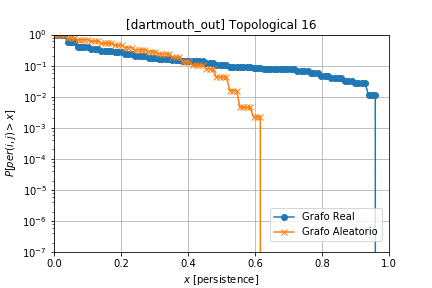 [dartmouth_out] Topological 16
P[per(i, j) > x]
10^0
10^-1
10^-2
10^-3
10^-4
10^-5
10^-6
10^-7
Grafo Real
Grafo Aleatorio
0.0 0.2 0.4 0.6 0.8 1.0
x [persistence]